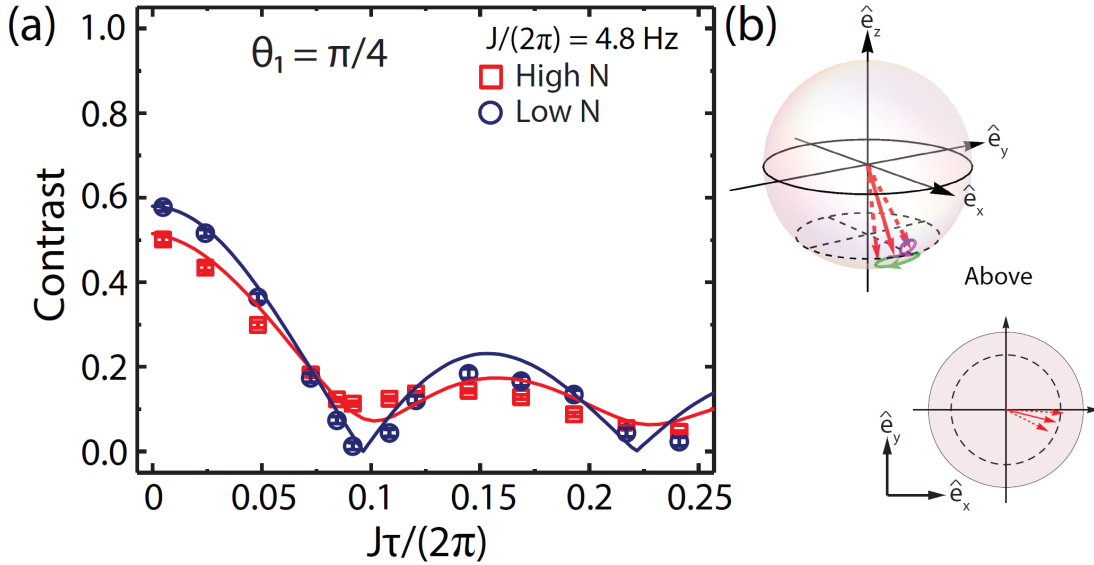 (a)
1.0
0.8
0.6
0.4
0.2
0.0
Contrast
θ₁ = π/4
J/(2π) = 4.8 Hz
High N
Low N
0
0.05
0.1
0.15
0.2
0.25
Jτ/(2π)
(b)
ê_z
ê_y
ê_x
Above
ê_y
ê_x